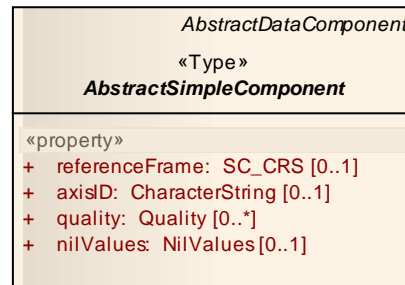 AbstractDataComponent
«Type»
AbstractSimpleComponent
«property»
+ referenceFrame: SC_CRS [0..1]
+ axisID: CharacterString [0..1]
+ quality: Quality [0..*]
+ nilValues: NilValues [0..1]